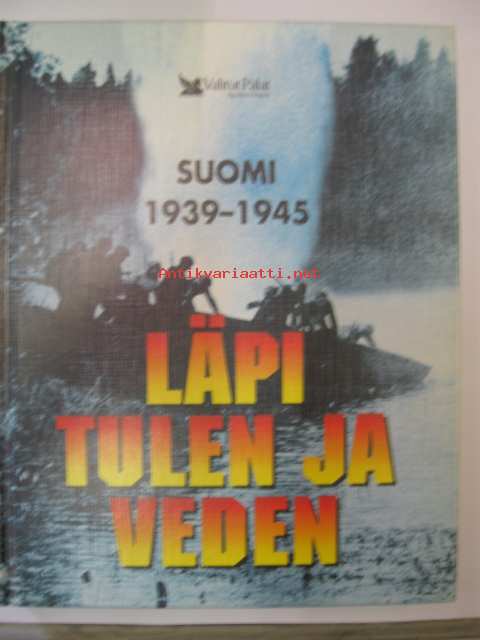 Valitut Palat
SUOMI
1939-1945
Antikvariaatti.net
LÄPI
TULEN JA
VEDEN